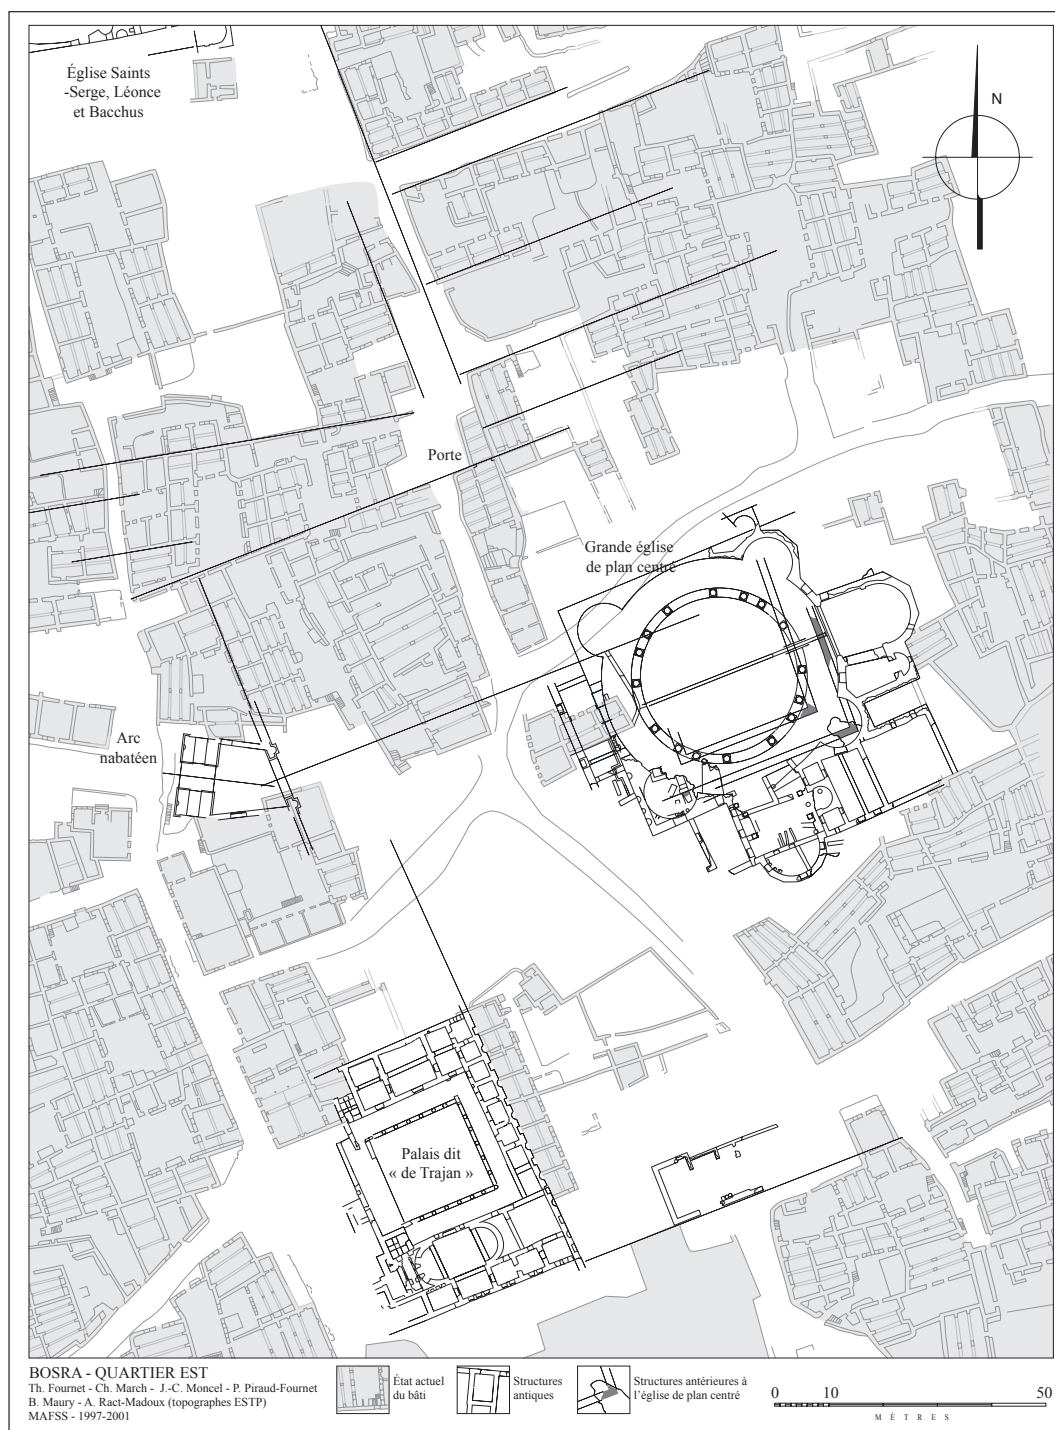 Église Saints
-Serge, Léonce
et Bacchus
N
Porte
Grande église
de plan centré
Arc
nabatéen
Palais dit
« de Trajan »
BOSRA - QUARTIER EST
Th. Fournet - Ch. March - J.-C. Moncel - P. Piraud-Fournet
B. Maury - A. Ract-Madoux (topographes ESTP)
MAFSS - 1997-2001
État actuel
du bâti
Structures
antiques
Structures antérieures à
l’église de plan centré
0 10 50
MÈTRES